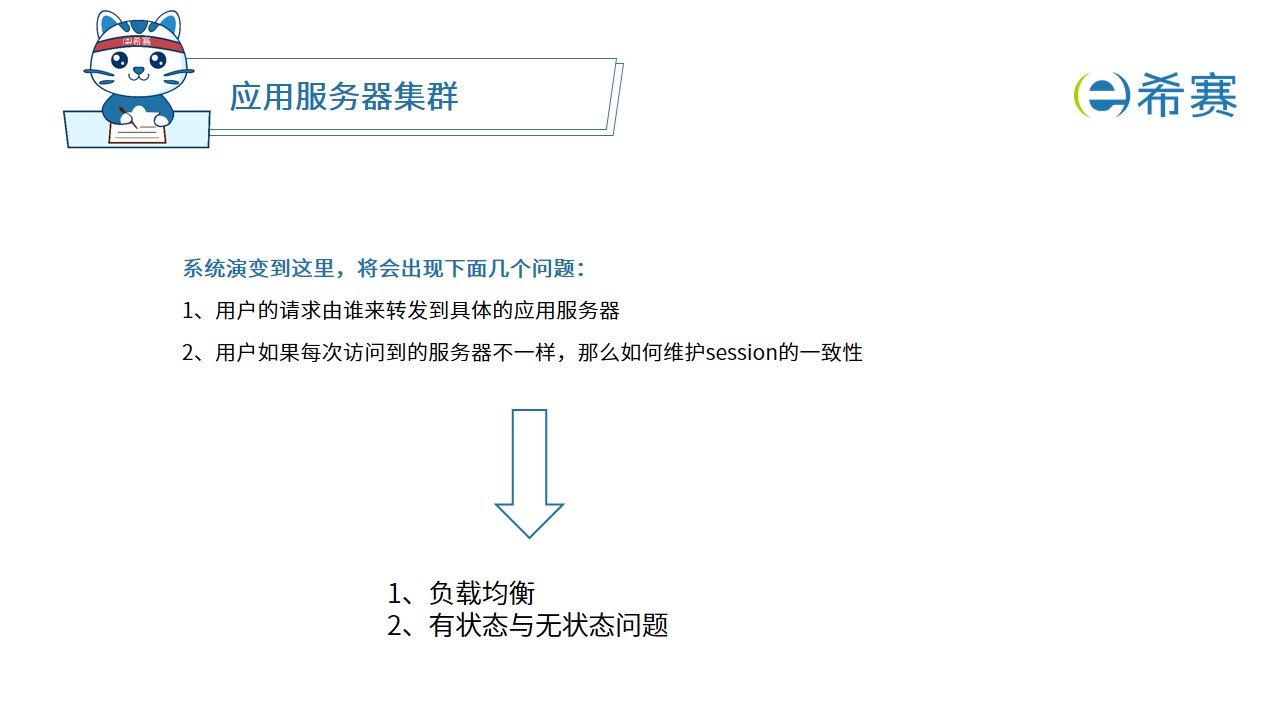 希赛
应用服务器集群
希赛
系统演变到这里，将会出现下面几个问题：
1、用户的请求由谁来转发到具体的应用服务器
2、用户如果每次访问到的服务器不一样，那么如何维护session的一致性
1、负载均衡
2、有状态与无状态问题